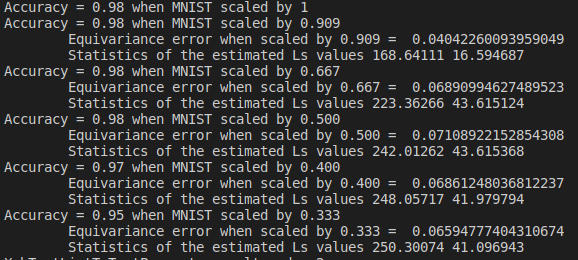 Accuracy = 0.98 when MNIST scaled by 1
Accuracy = 0.98 when MNIST scaled by 0.909
Equivariance error when scaled by 0.909 = 0.04042260093959049
Statistics of the estimated Ls values 168.64111 16.594687
Accuracy = 0.98 when MNIST scaled by 0.667
Equivariance error when scaled by 0.667 = 0.06890994627489523
Statistics of the estimated Ls values 223.36266 43.615124
Accuracy = 0.98 when MNIST scaled by 0.500
Equivariance error when scaled by 0.500 = 0.07108922152854308
Statistics of the estimated Ls values 242.01262 43.615368
Accuracy = 0.97 when MNIST scaled by 0.400
Equivariance error when scaled by 0.400 = 0.06861248036812237
Statistics of the estimated Ls values 248.05717 41.979794
Accuracy = 0.95 when MNIST scaled by 0.333
Equivariance error when scaled by 0.333 = 0.06594777404310674
Statistics of the estimated Ls values 250.30074 41.096943